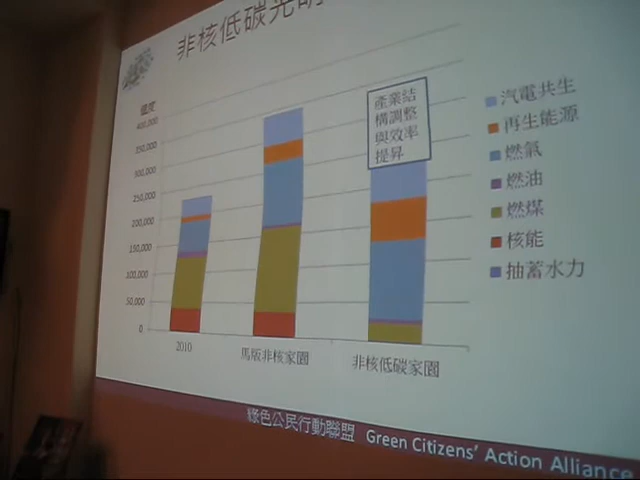 非核低碳光明
億度
400,000
350,000
300,000
250,000
200,000
150,000
100,000
50,000
0
產業結
構調整
與效率
提昇
汽電共生
再生能源
燃氣
燃油
燃煤
核能
抽蓄水力
2010
馬版非核家園
非核低碳家園
綠色公民行動聯盟 Green Citizens' Action Alliance